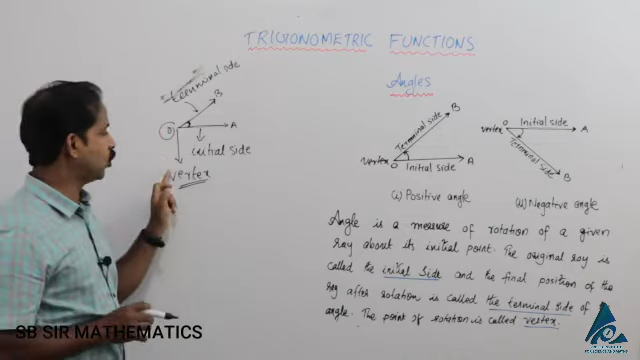 TRIGONOMETRIC FUNCTIONS
Angles
terminal side
B
O
A
initial side
vertex
B
Terminal side
vertex
O
A
Initial side
(i) Positive angle
O
Initial side
vertex
A
Terminal side
B
(ii) Negative angle
Angle is a measure of rotation of a given
ray about its initial point. The original ray is
called the initial side and the final position of the
ray after rotation is called the terminal side of
angle. The point of rotation is called vertex.
SB SIR MATHEMATICS